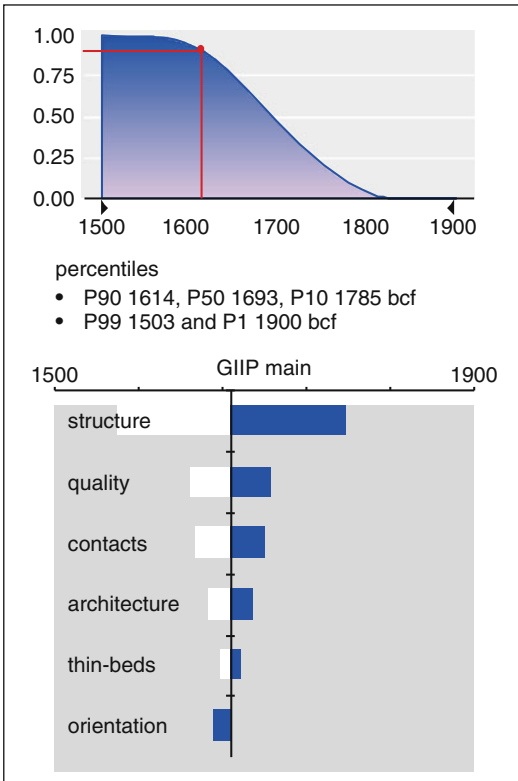 1.00
0.75
0.50
0.25
0.00
1500 1600 1700 1800 1900
percentiles
• P90 1614, P50 1693, P10 1785 bcf
• P99 1503 and P1 1900 bcf
1500 GIIP main 1900
structure
quality
contacts
architecture
thin-beds
orientation